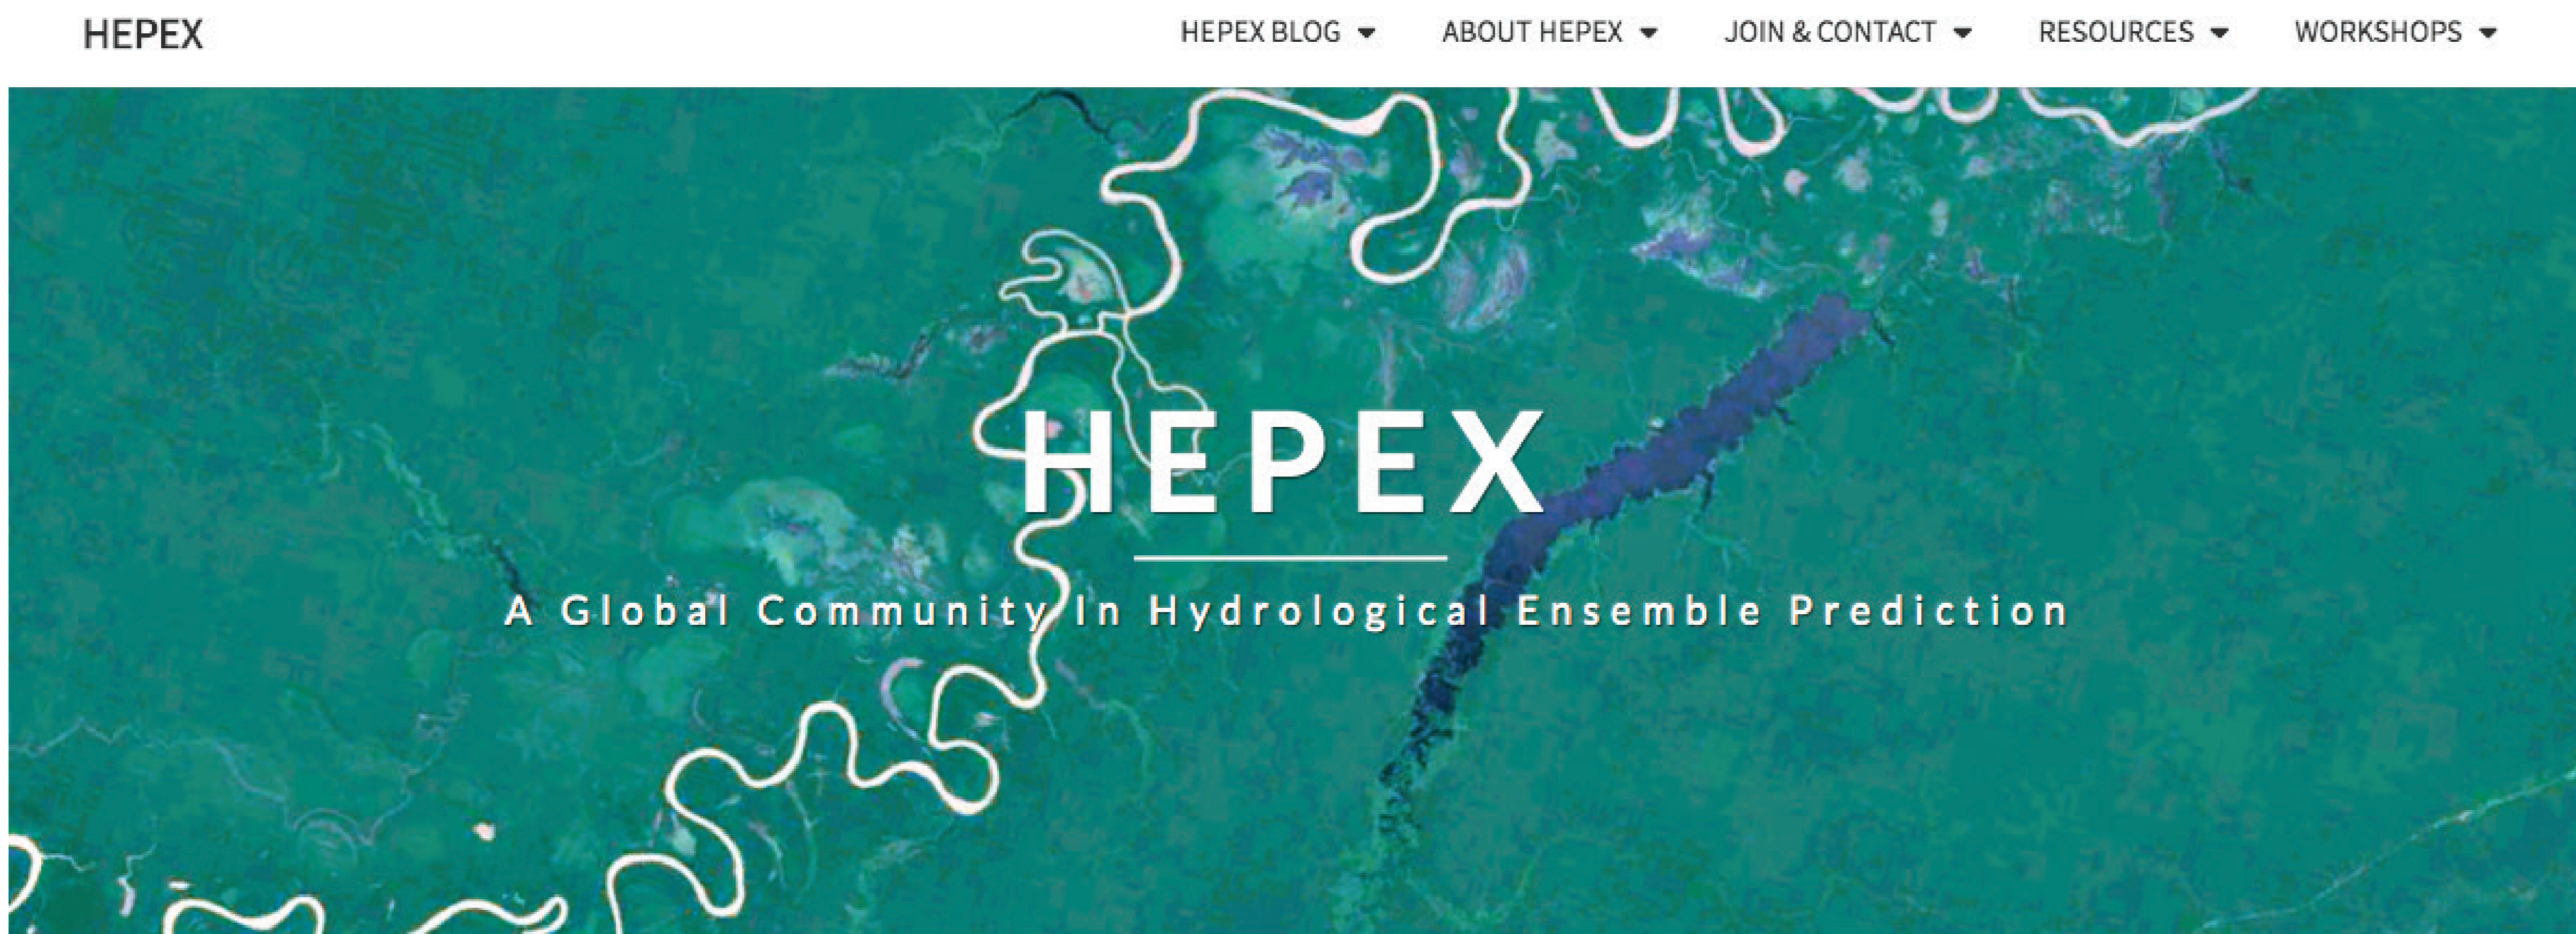 HEPEX HEPEX BLOG ABOUT HEPEX JOIN & CONTACT RESOURCES WORKSHOPS
HEPEX
A Global Community In Hydrological Ensemble Prediction